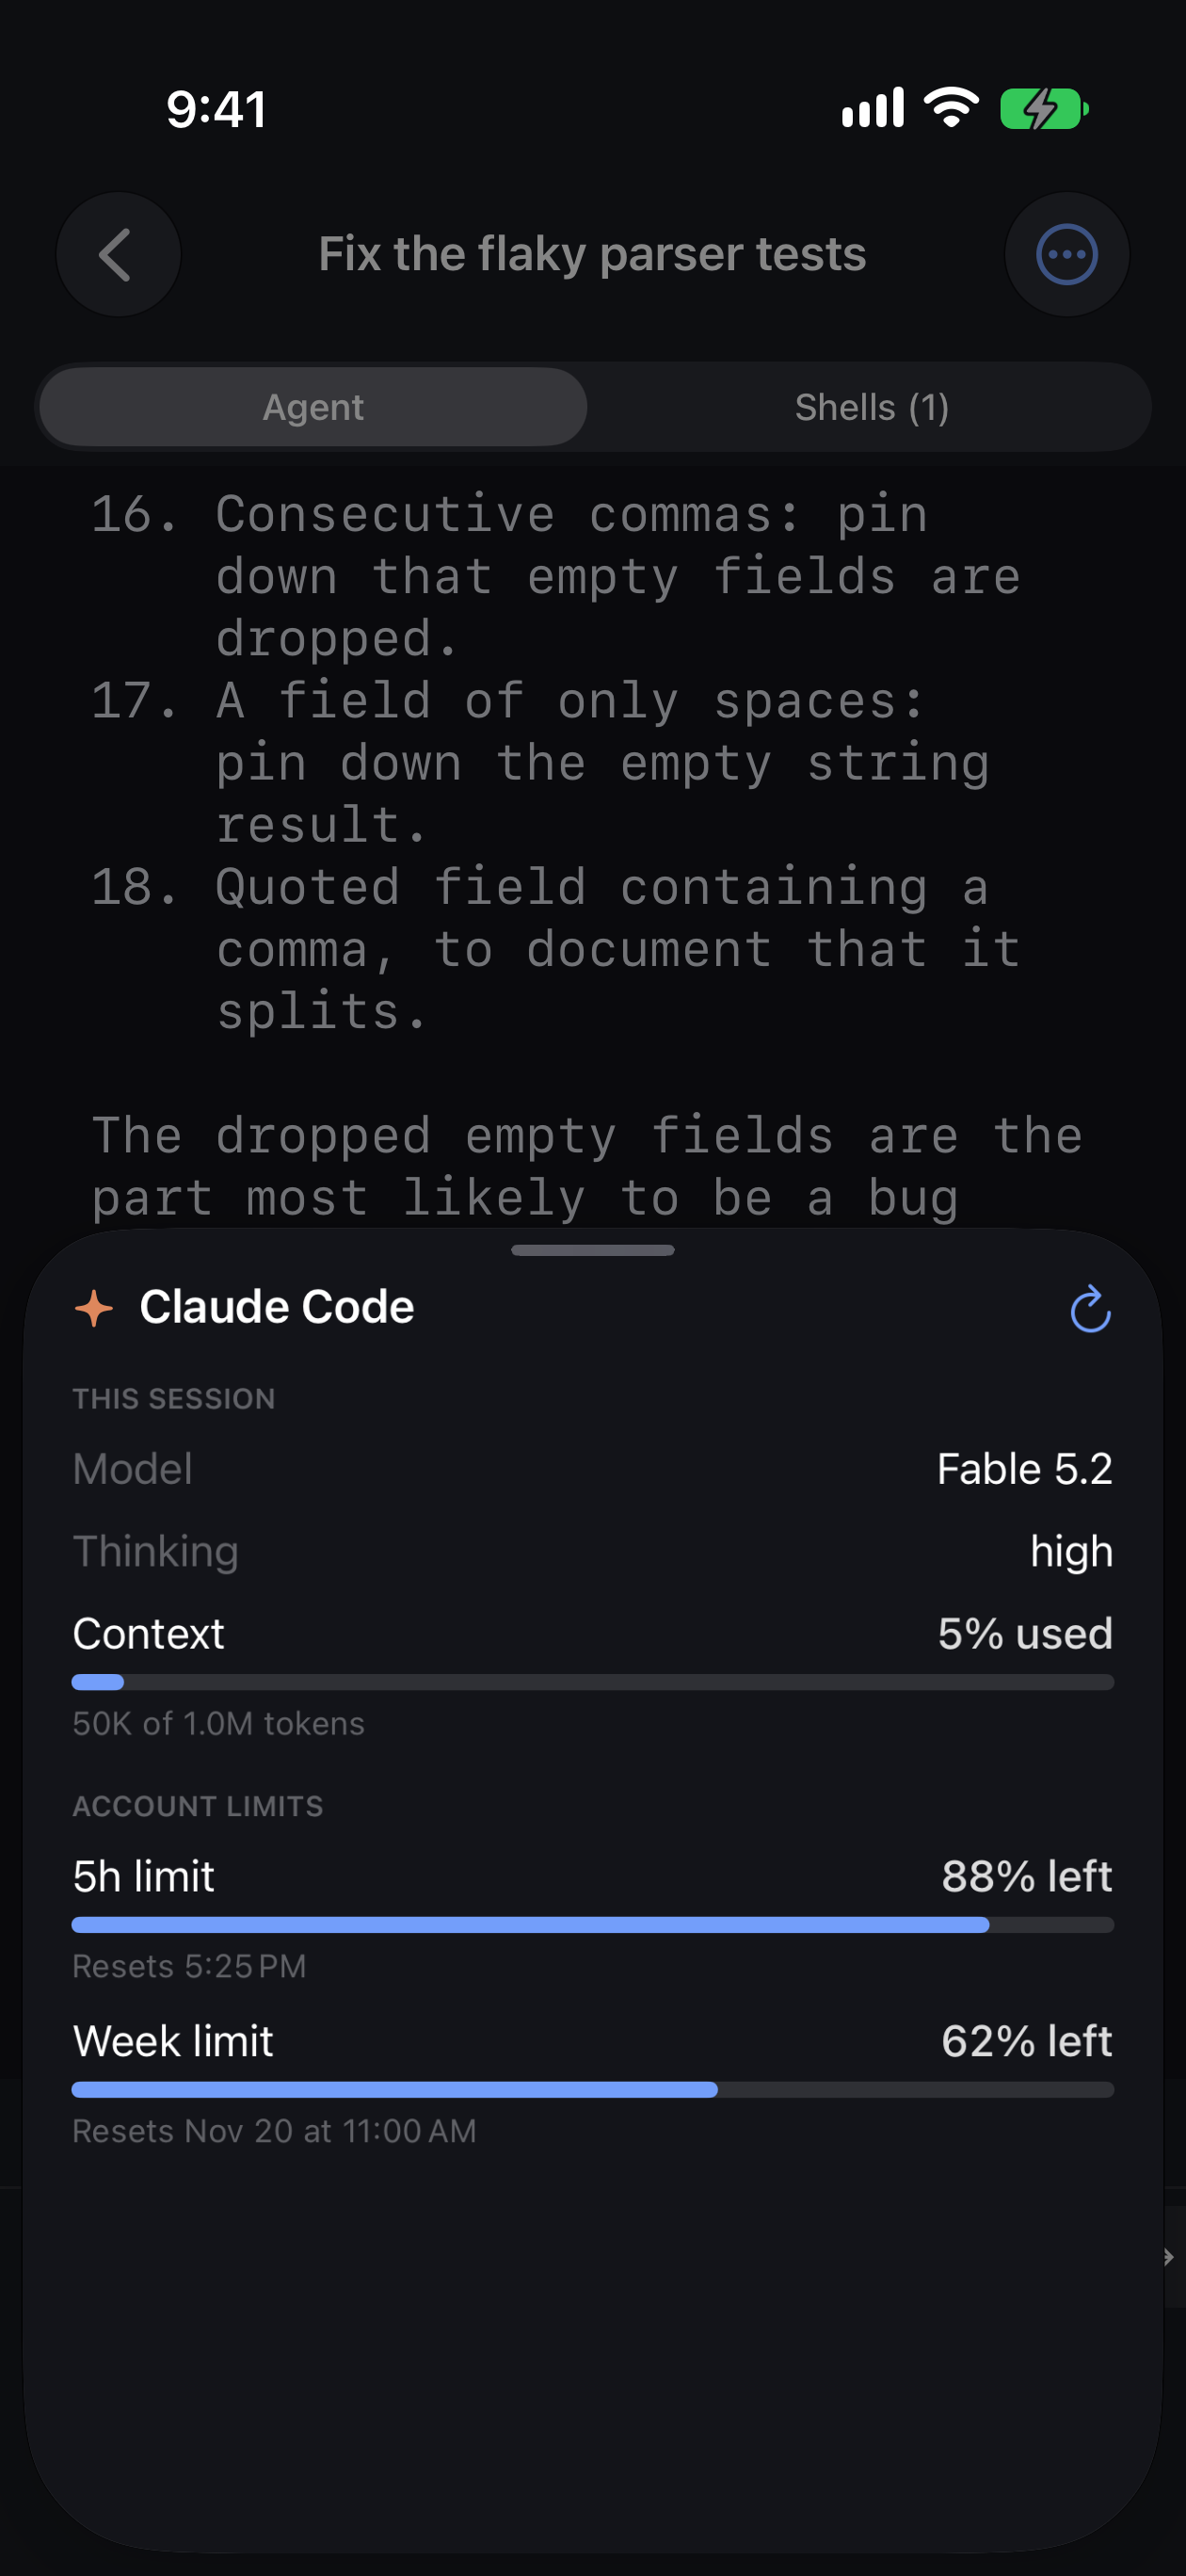 9:41
Fix the flaky parser tests
Agent
Shells (1)
16. Consecutive commas: pin
down that empty fields are
dropped.
17. A field of only spaces:
pin down the empty string
result.
18. Quoted field containing a
comma, to document that it
splits.
The dropped empty fields are the
part most likely to be a bug
Claude Code
THIS SESSION
Model
Fable 5.2
Thinking
high
Context
5% used
50K of 1.0M tokens
ACCOUNT LIMITS
5h limit
88% left
Resets 5:25 PM
Week limit
62% left
Resets Nov 20 at 11:00 AM